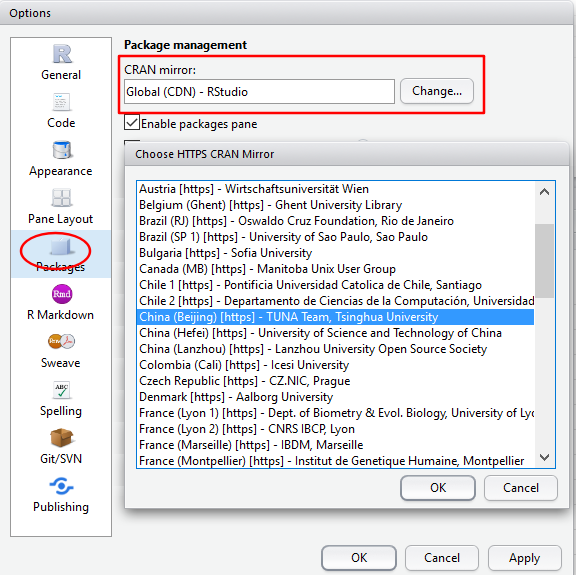 Options
Package management
CRAN mirror:
Global (CDN) - RStudio
Change...
Enable packages pane
General
Code
Appearance
Pane Layout
Packages
Rmd
R Markdown
Sweave
ABC
Spelling
Git/SVN
Publishing
Choose HTTPS CRAN Mirror
Austria [https] - Wirtschaftsuniversität Wien
Belgium (Ghent) [https] - Ghent University Library
Brazil (RJ) [https] - Oswaldo Cruz Foundation, Rio de Janeiro
Brazil (SP 1) [https] - University of Sao Paulo, Sao Paulo
Bulgaria [https] - Sofia University
Canada (MB) [https] - Manitoba Unix User Group
Chile 1 [https] - Pontificia Universidad Catolica de Chile, Santiago
Chile 2 [https] - Departamento de Ciencias de la Computación, Universidad
China (Beijing) [https] - TUNA Team, Tsinghua University
China (Hefei) [https] - University of Science and Technology of China
China (Lanzhou) [https] - Lanzhou University Open Source Society
Colombia (Cali) [https] - Icesi University
Czech Republic [https] - CZ.NIC, Prague
Denmark [https] - Aalborg University
France (Lyon 1) [https] - Dept. of Biometry & Evol. Biology, University of Lyo
France (Lyon 2) [https] - CNRS IBCP, Lyon
France (Marseille) [https] - IBDM, Marseille
France (Montpellier) [https] - Institut de Genetique Humaine, Montpellier
OK
Cancel
OK
Cancel
Apply